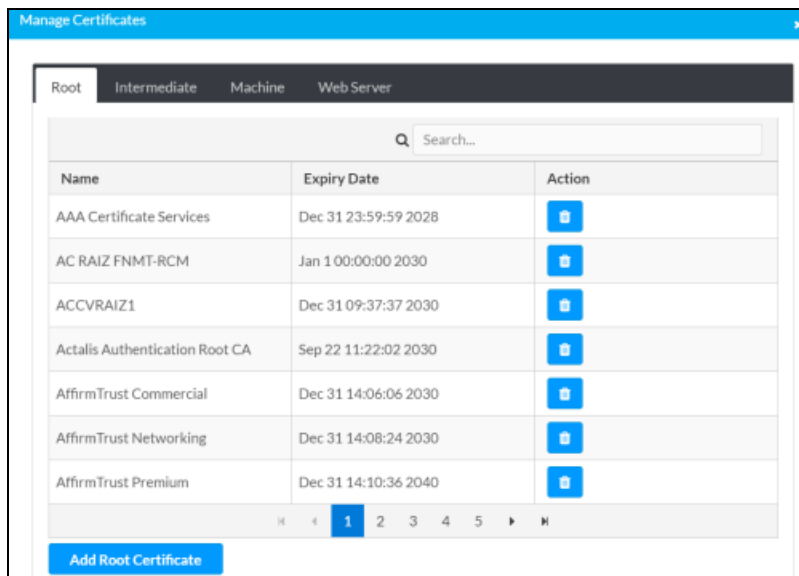 Manage Certificates
Root Intermediate Machine Web Server
Search...
Name Expiry Date Action
AAA Certificate Services Dec 31 23:59:59 2028
AC RAIZ FNMT-RCM Jan 1 00:00:00 2030
ACCVRAIZ1 Dec 31 09:37:37 2030
Actalis Authentication Root CA Sep 22 11:22:02 2030
AffirmTrust Commercial Dec 31 14:06:06 2030
AffirmTrust Networking Dec 31 14:08:24 2030
AffirmTrust Premium Dec 31 14:10:36 2040
1 2 3 4 5
Add Root Certificate